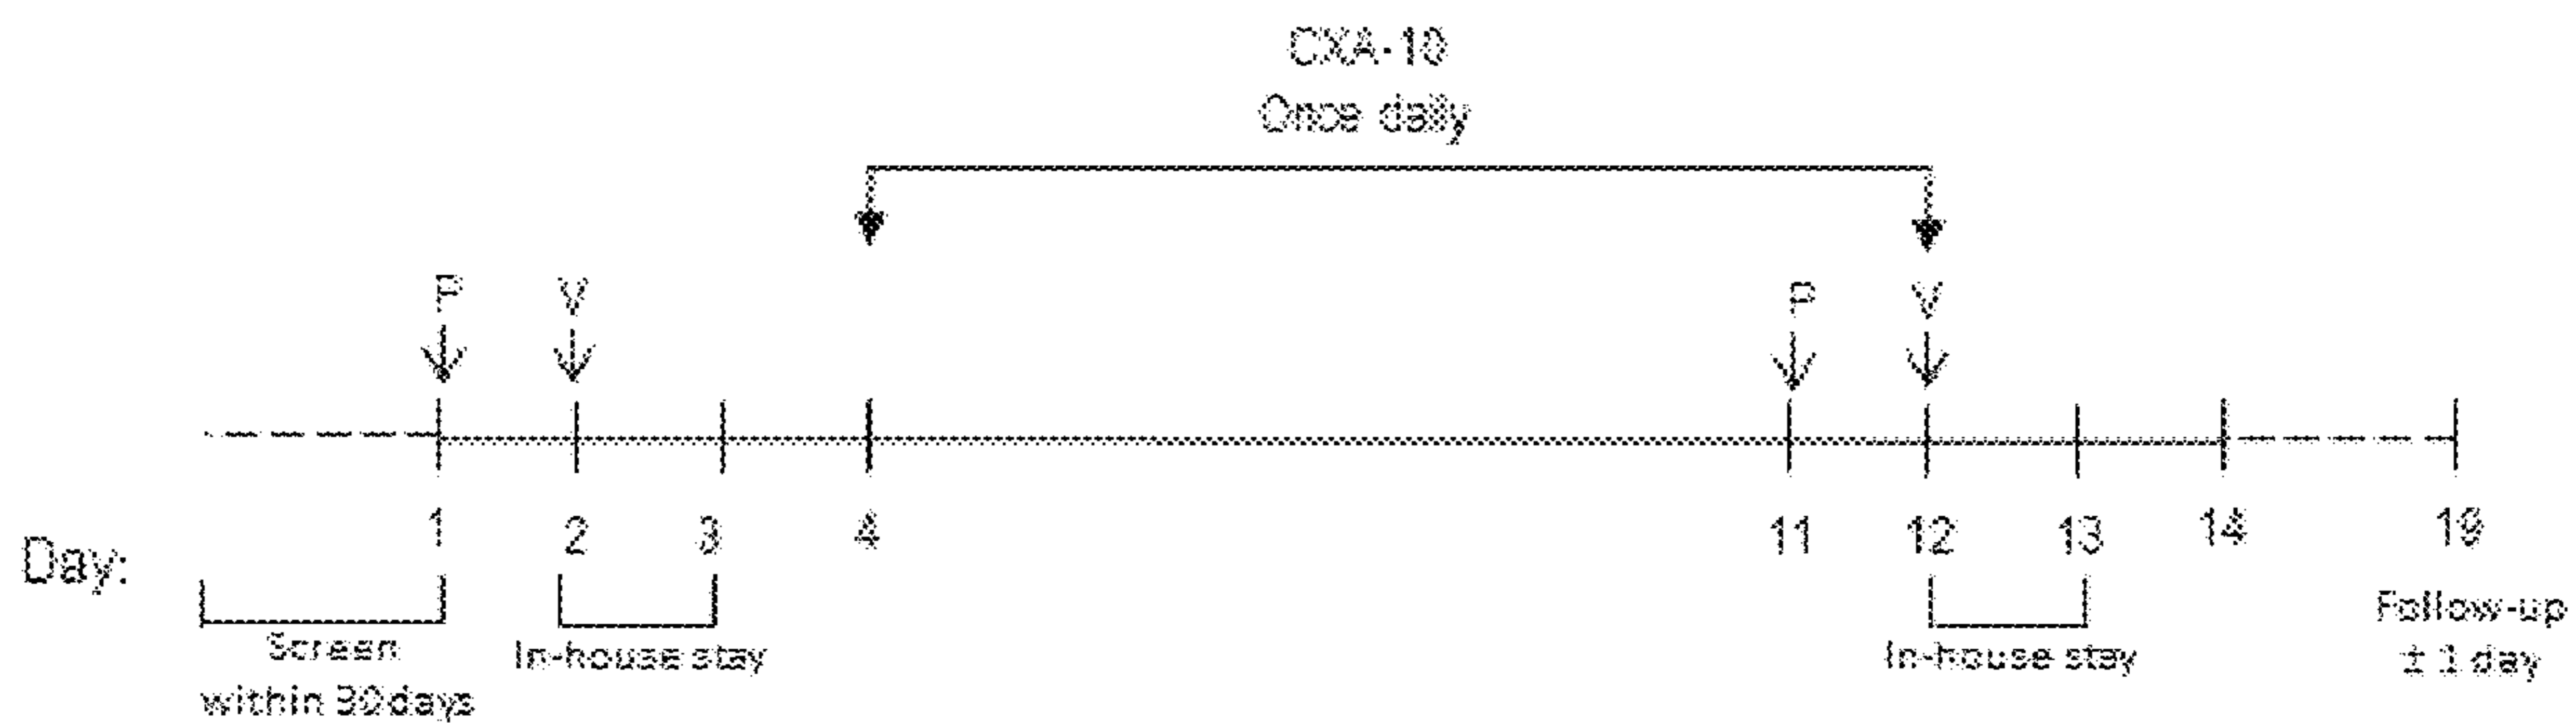 CXA-10
Once daily
P V P V
Day: 1 2 3 4 11 12 13 14 19
Screen
within 30 days
In-house stay
In-house stay
Follow-up
± 1 day